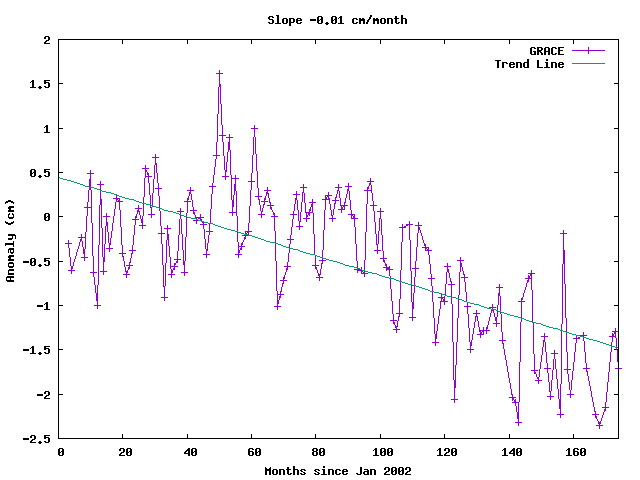 Slope -0.01 cm/month
GRACE
Trend Line
2
1.5
1
0.5
0
-0.5
-1
-1.5
-2
-2.5
Anomaly (cm)
0 20 40 60 80 100 120 140 160
Months since Jan 2002